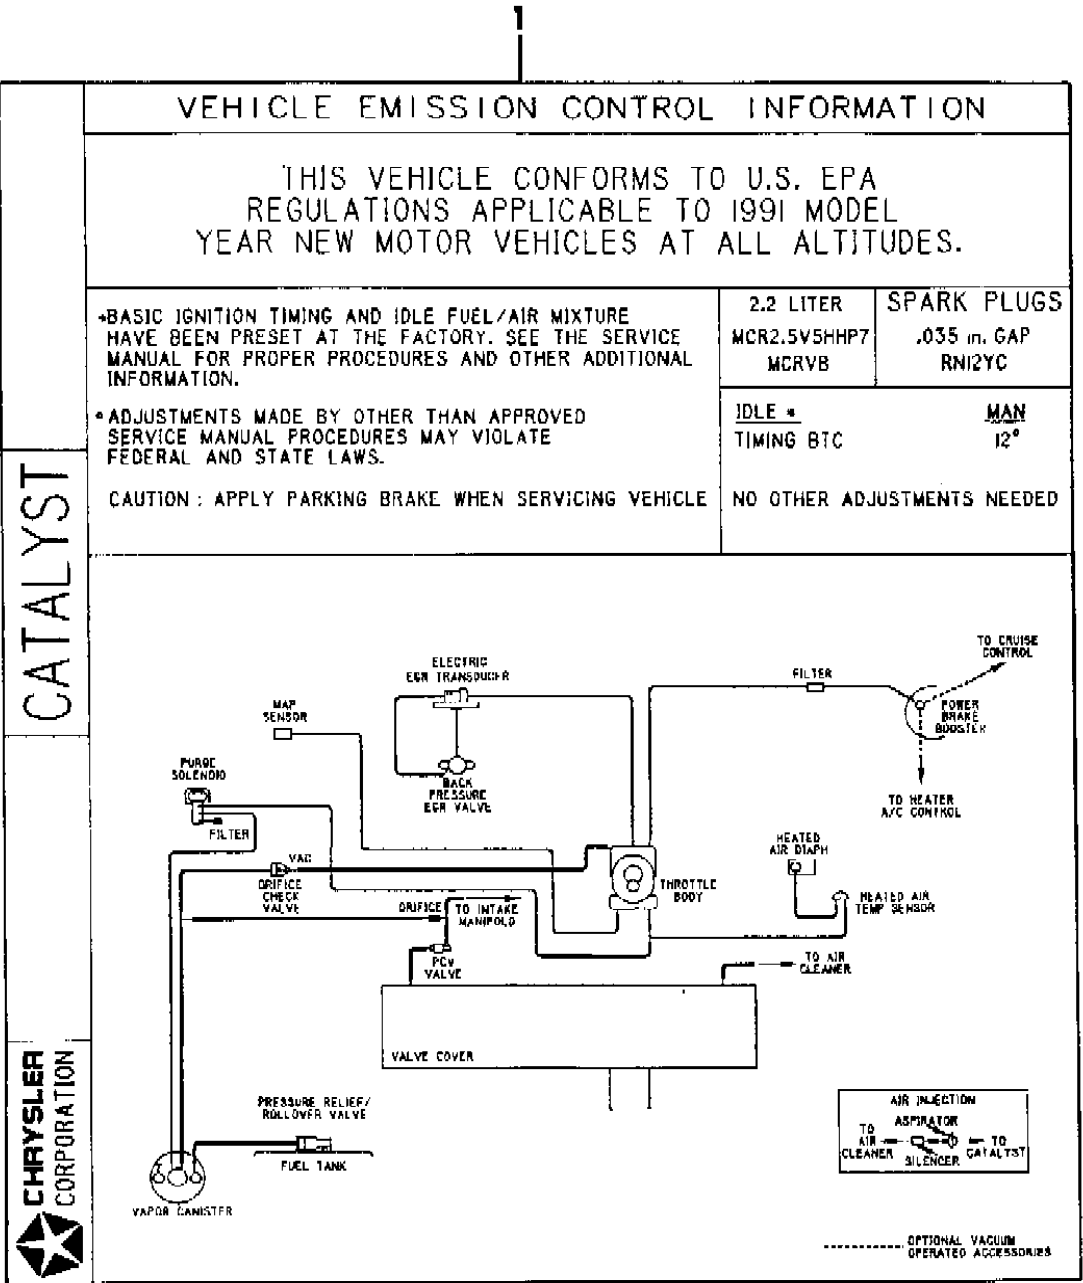 1
VEHICLE EMISSION CONTROL INFORMATION
THIS VEHICLE CONFORMS TO U.S. EPA
REGULATIONS APPLICABLE TO 1991 MODEL
YEAR NEW MOTOR VEHICLES AT ALL ALTITUDES.
•BASIC IGNITION TIMING AND IDLE FUEL/AIR MIXTURE
HAVE BEEN PRESET AT THE FACTORY. SEE THE SERVICE
MANUAL FOR PROPER PROCEDURES AND OTHER ADDITIONAL
INFORMATION.
•ADJUSTMENTS MADE BY OTHER THAN APPROVED
SERVICE MANUAL PROCEDURES MAY VIOLATE
FEDERAL AND STATE LAWS.
CAUTION : APPLY PARKING BRAKE WHEN SERVICING VEHICLE
2.2 LITER
MCR2.5V5HHP7
MCRVB
SPARK PLUGS
.035 in. GAP
RN12YC
IDLE • MAN
TIMING BTC 12°
NO OTHER ADJUSTMENTS NEEDED
CATALYST
CHRYSLER
CORPORATION
TO CRUISE
CONTROL
ELECTRIC
EGR TRANSDUCER
FILTER
MAP
SENSOR
POWER
BRAKE
BOOSTER
PURGE
SOLENOID
BACK
PRESSURE
EGR VALVE
TO HEATER
A/C CONTROL
FILTER
HEATED
AIR DIAPH
VAC
ORIFICE
CHECK
VALVE
THROTTLE
BODY
HEATED AIR
TEMP SENSOR
ORIFICE
TO INTAKE
MANIFOLD
PCV
VALVE
TO AIR
CLEANER
VALVE COVER
PRESSURE RELIEF/
ROLLOVER VALVE
FUEL TANK
VAPOR CANISTER
AIR INJECTION
ASPIRATOR
TO
AIR
CLEANER
SILENCER
TO
CATALYST
OPTIONAL VACUUM
OPERATED ACCESSORIES